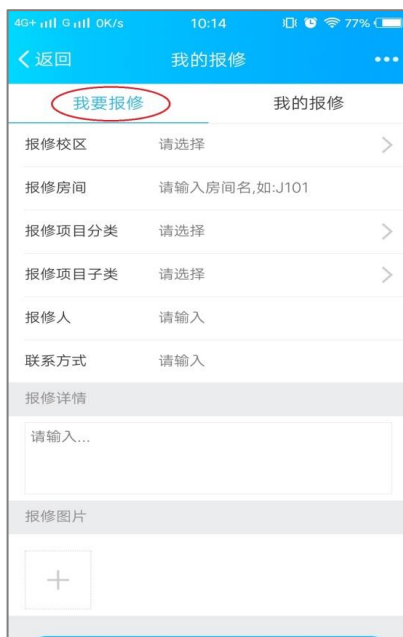 4G+ G 0K/s 10:14 77%
返回 我的报修
我要报修 我的报修
报修校区 请选择
报修房间 请输入房间名,如:J101
报修项目分类 请选择
报修项目子类 请选择
报修人 请输入
联系方式 请输入
报修详情
请输入...
报修图片